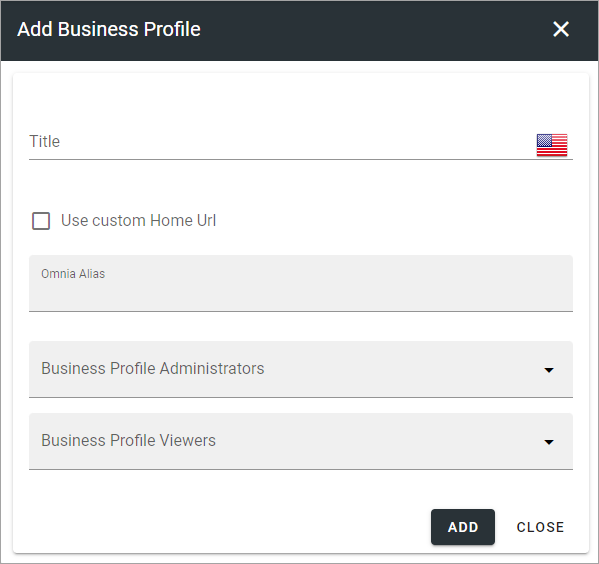 Add Business Profile
Title
Use custom Home Url
Omnia Alias
Business Profile Administrators
Business Profile Viewers
ADD CLOSE